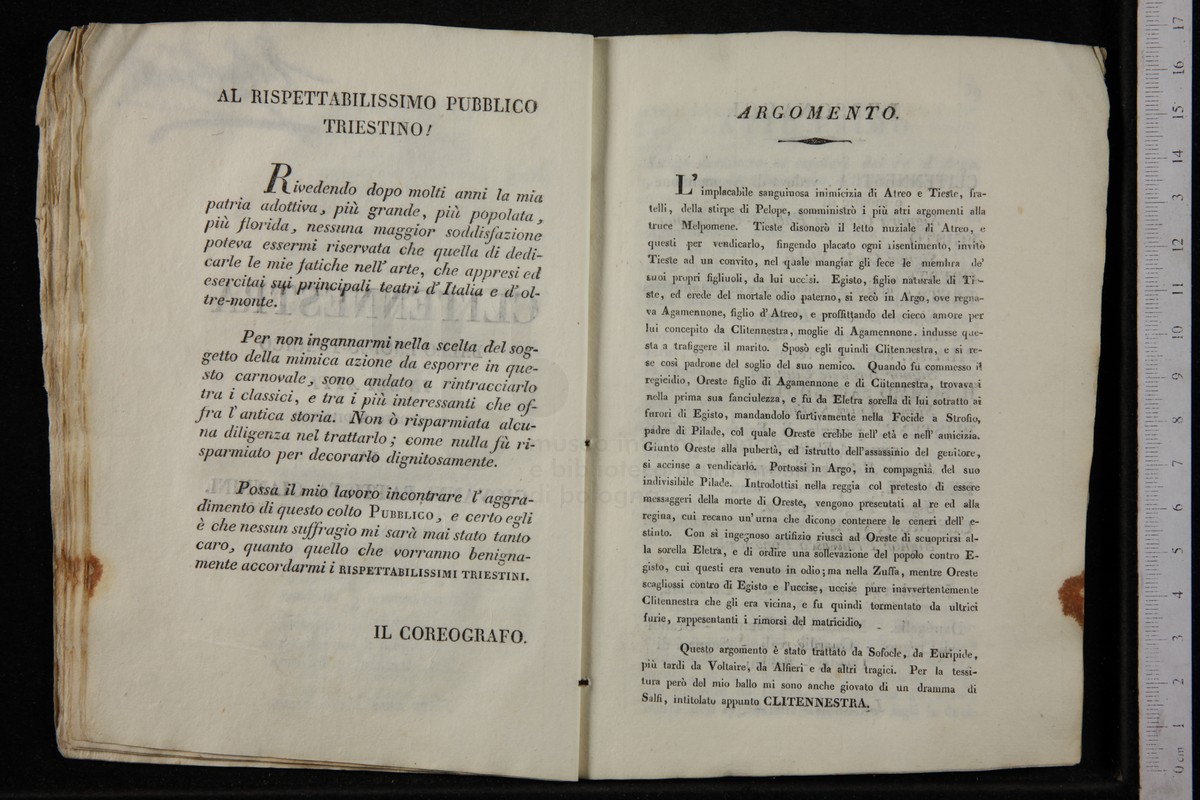 AL RISPETTABILISSIMO PUBBLICO
TRIESTINO!
Rivedendo dopo molti anni la mia
patria adottiva, più grande, più popolata,
più florida, nessuna maggior soddisfazione
poteva essermi riservata che quella di dedi-
carle le mie fatiche nell' arte, che appresi ed
esercitai sui principali teatri d'Italia e d'ol-
tre-monte.
Per non ingannarmi nella scelta del sog-
getto della mimica azione da esporre in que-
sto carnovale, sono andato a rintracciarlo
tra i classici, e tra i più interessanti che of-
fra l'antica storia. Non ò risparmiata alcu-
na diligenza nel trattarlo; come nulla fù ri-
sparmiato per decorarlo dignitosamente.
Possa il mio lavoro incontrare l'aggra-
dimento di questo colto PUBBLICO, e certo egli
è che nessun suffragio mi sarà mai stato tanto
caro, quanto quello che vorranno benigna-
mente accordarmi i RISPETTABILISSIMI TRIESTINI.
IL COREOGRAFO.
ARGOMENTO.
L' implacabile sanguinosa inimicizia di Atreo e Tieste, fra-
telli, della stirpe di Pelope, somministrò i più atri argomenti alla
truce Melpomene. Tieste disonorò il letto nuziale di Atreo, e
questi per vendicarlo, fingendo placato ogni risentimento, invitò
Tieste ad un convito, nel quale mangiar gli fece le membra de'
suoi propri figliuoli, da lui uccisi. Egisto, figlio naturale di Tie-
ste, ed erede del mortale odio paterno, si recò in Argo, ove regna-
va Agamennone, figlio d'Atreo, e proffittando del cieco amore per
lui concepito da Clitennestra, moglie di Agamennone, indusse que-
sta a trafiggere il marito. Sposò egli quindi Clitennestra, e si re-
se così padrone del soglio del suo nemico. Quando fu commesso il
regicidio, Oreste figlio di Agamennone e di Clitennestra, trovavasi
nella prima sua fanciulezza, e fu da Eletra sorella di lui sotratto ai
furori di Egisto, mandandolo furtivamente nella Focide a Strofio,
padre di Pilade, col quale Oreste crebbe nell' età e nell' amicizia.
Giunto Oreste alla pubertà, ed istrutto dell'assassinio del genitore,
si accinse a vendicarlo. Portossi in Argo, in compagnia del suo
indivisibile Pilade. Introdottisi nella reggia col pretesto di essere
messaggeri della morte di Oreste, vengono presentati al re ed alla
regina, cui recano un'urna che dicono contenere le ceneri dell' e-
stinto. Con sì ingegnoso artifizio riuscì ad Oreste di scuoprirsi al-
la sorella Eletra, e di ordire una sollevazione del popolo contro E-
gisto, cui questi era venuto in odio; ma nella Zuffa, mentre Oreste
scagliossi contro di Egisto e l'uccise, uccise pure inavvertentemente
Clitennestra che gli era vicina, e fu quindi tormentato da ultrici
furie, rappesentanti i rimorsi del matricidio,
Questo argomento è stato trattato da Sofocle, da Euripide,
più tardi da Voltaire, da Alfieri e da altri tragici. Per la tessi-
tura però del mio ballo mi sono anche giovato di un dramma di
Salfi, intitolato appunto CLITENNESTRA.